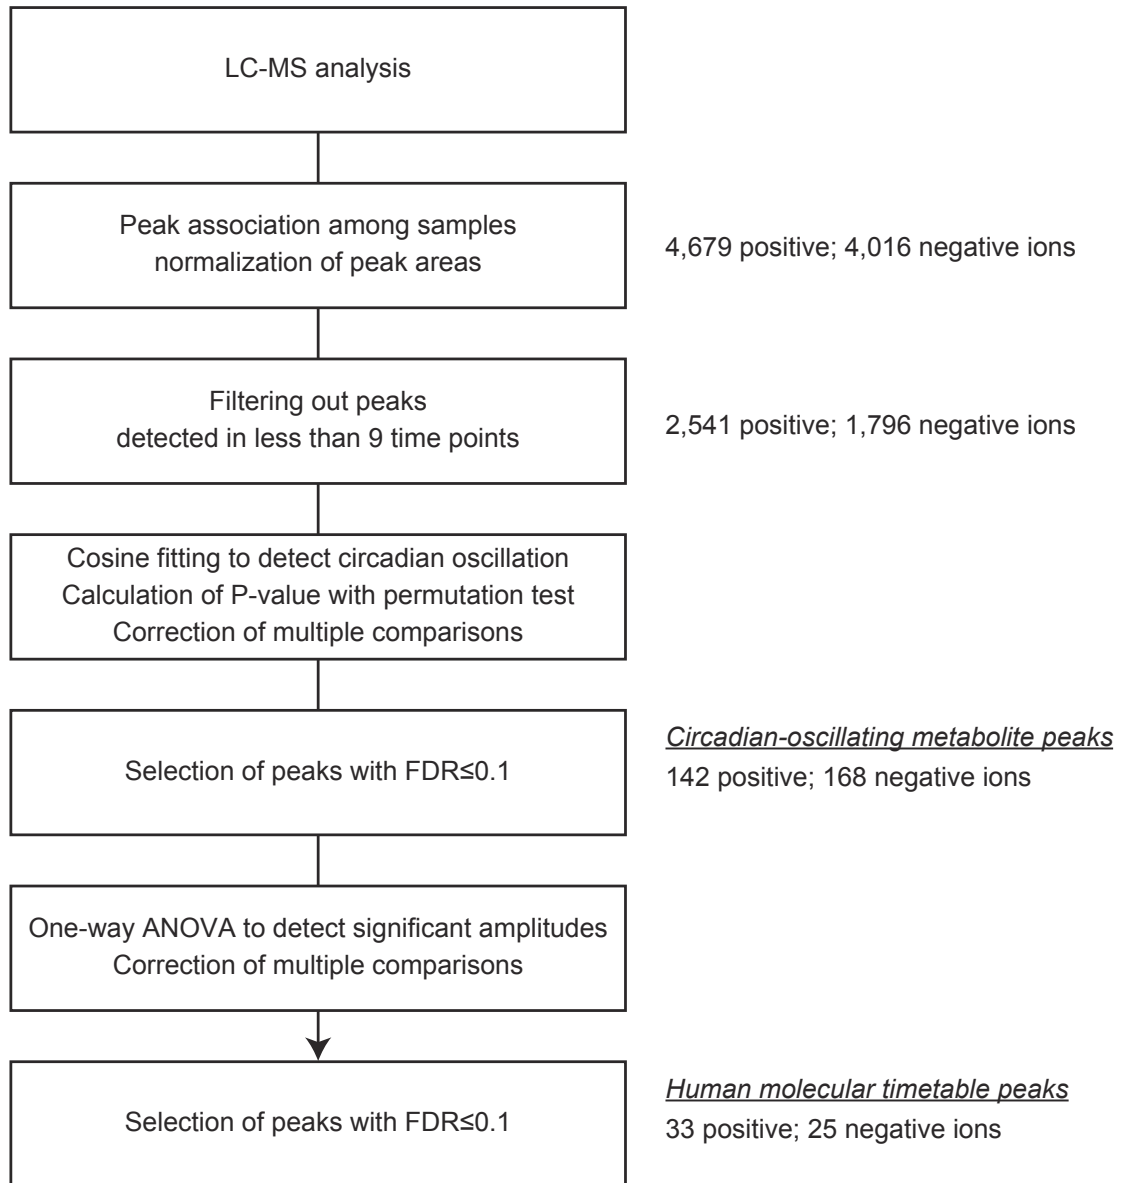 LC-MS analysis
Peak association among samples
normalization of peak areas
4,679 positive; 4,016 negative ions
Filtering out peaks
detected in less than 9 time points
2,541 positive; 1,796 negative ions
Cosine fitting to detect circadian oscillation
Calculation of P-value with permutation test
Correction of multiple comparisons
Selection of peaks with FDR≤0.1
Circadian-oscillating metabolite peaks
142 positive; 168 negative ions
One-way ANOVA to detect significant amplitudes
Correction of multiple comparisons
Selection of peaks with FDR≤0.1
Human molecular timetable peaks
33 positive; 25 negative ions